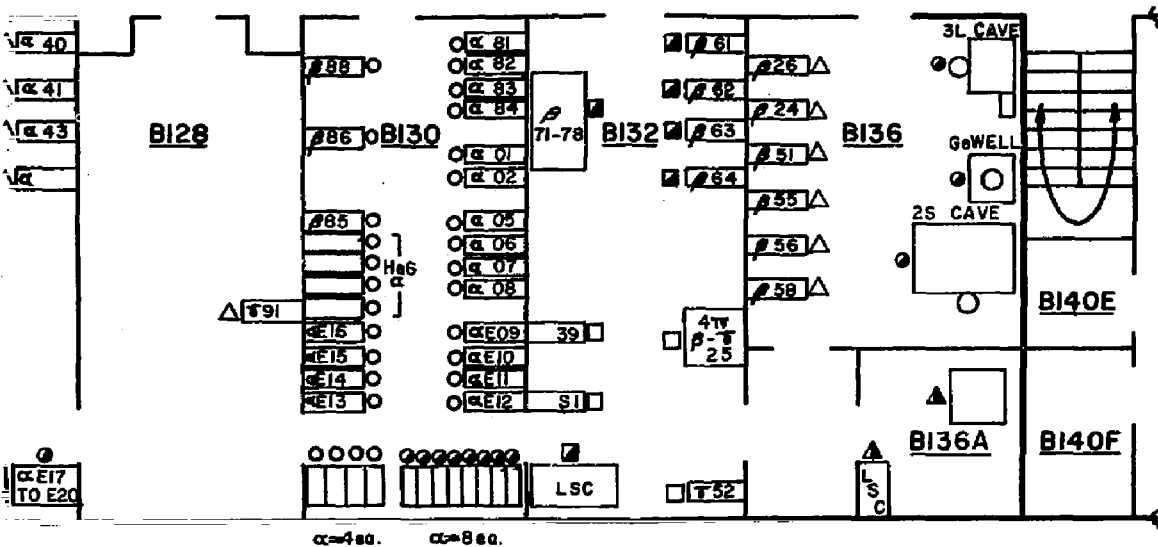 α 40
α 41
α 43
α
B128
β88
β86
β85
HaG
α
γ91
αE16
αE15
αE14
αE13
αE17
TO E20
α=4ea.
B130
α 81
α 82
α 83
α 84
α 01
α 02
α 05
α 06
α 07
α 08
αE09
αE10
αE11
αE12
α=8ea.
β
71-78
B132
39
S1
LSC
β 61
β 62
β 63
β 64
4π
β-γ
25
γ52
β26
β24
β51
β55
β56
β58
B136
3L CAVE
GeWELL
2S CAVE
B136A
L
S
C
B140E
B140F